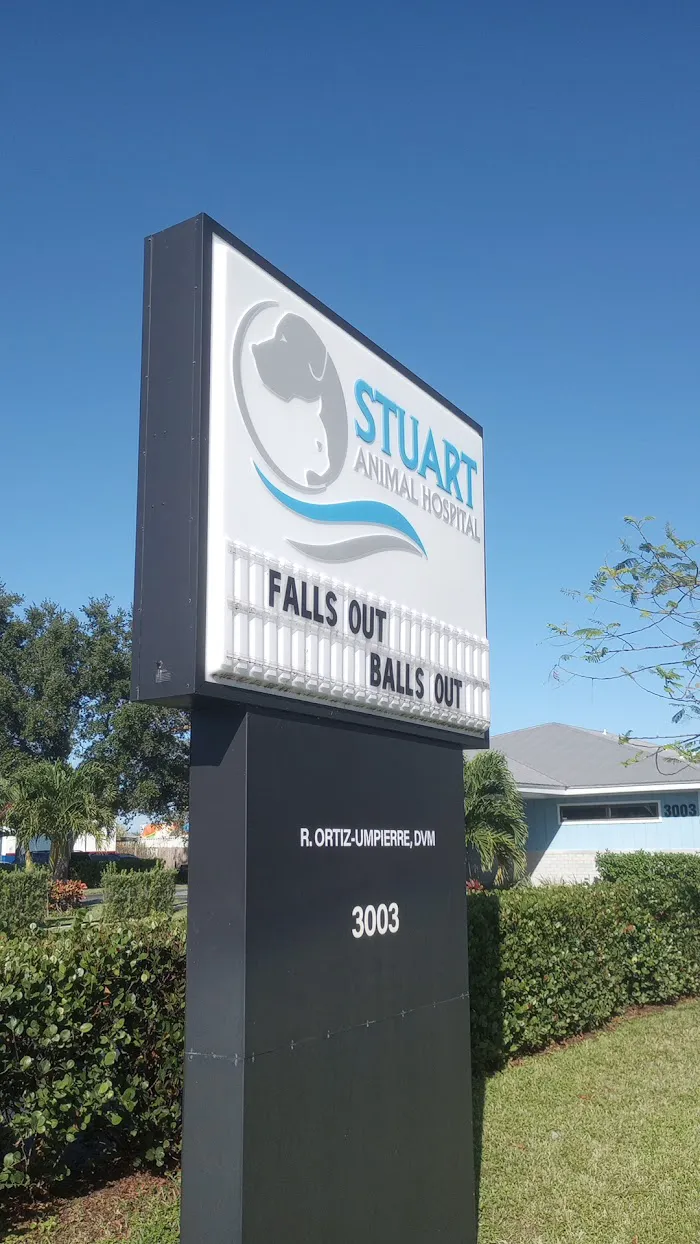 STUART
ANIMAL HOSPITAL
FALLS OUT
BALLS OUT
R. ORTIZ-UMPIERRE, DVM
3003
3003